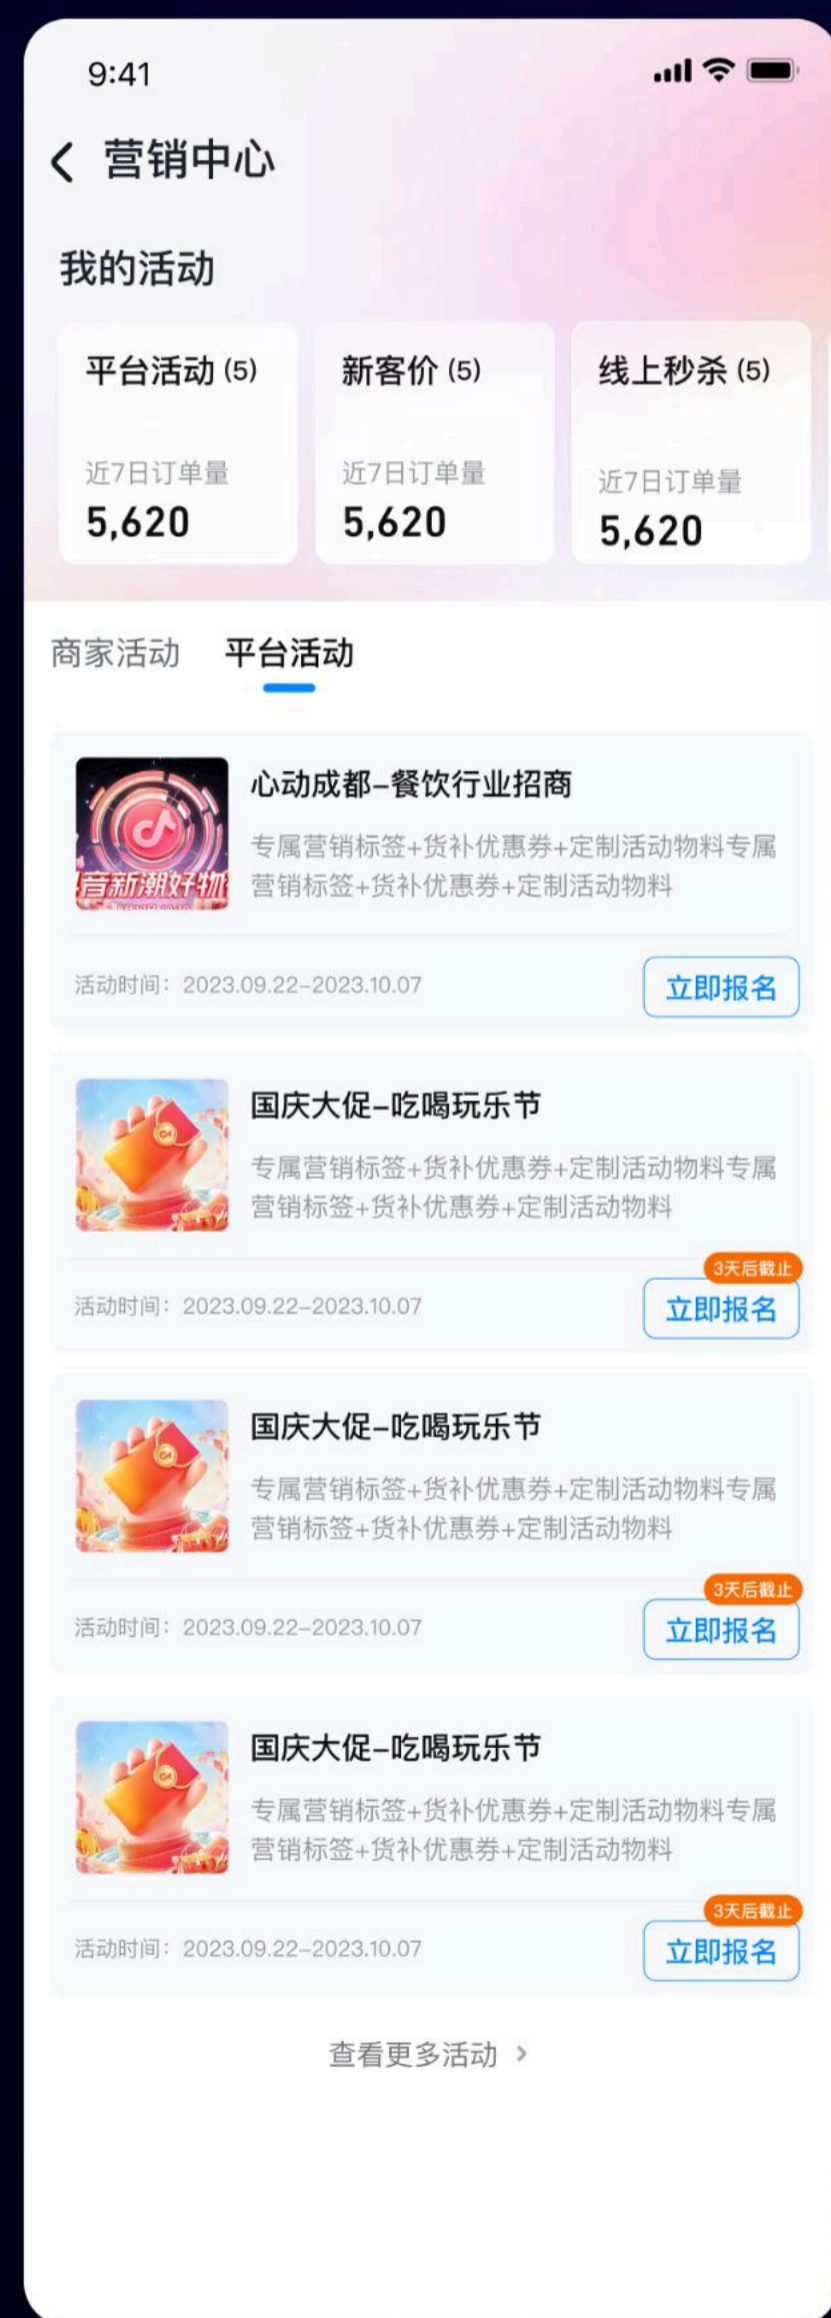 9:41
营销中心
我的活动
平台活动 (5)
新客价 (5)
线上秒杀 (5)
近7日订单量
近7日订单量
近7日订单量
5,620
5,620
5,620
商家活动
平台活动
心动成都–餐饮行业招商
专属营销标签+货补优惠券+定制活动物料专属
营销标签+货补优惠券+定制活动物料
音新潮好物
活动时间：2023.09.22–2023.10.07
立即报名
国庆大促–吃喝玩乐节
专属营销标签+货补优惠券+定制活动物料专属
营销标签+货补优惠券+定制活动物料
3天后截止
活动时间：2023.09.22–2023.10.07
立即报名
国庆大促–吃喝玩乐节
专属营销标签+货补优惠券+定制活动物料专属
营销标签+货补优惠券+定制活动物料
3天后截止
活动时间：2023.09.22–2023.10.07
立即报名
国庆大促–吃喝玩乐节
专属营销标签+货补优惠券+定制活动物料专属
营销标签+货补优惠券+定制活动物料
3天后截止
活动时间：2023.09.22–2023.10.07
立即报名
查看更多活动